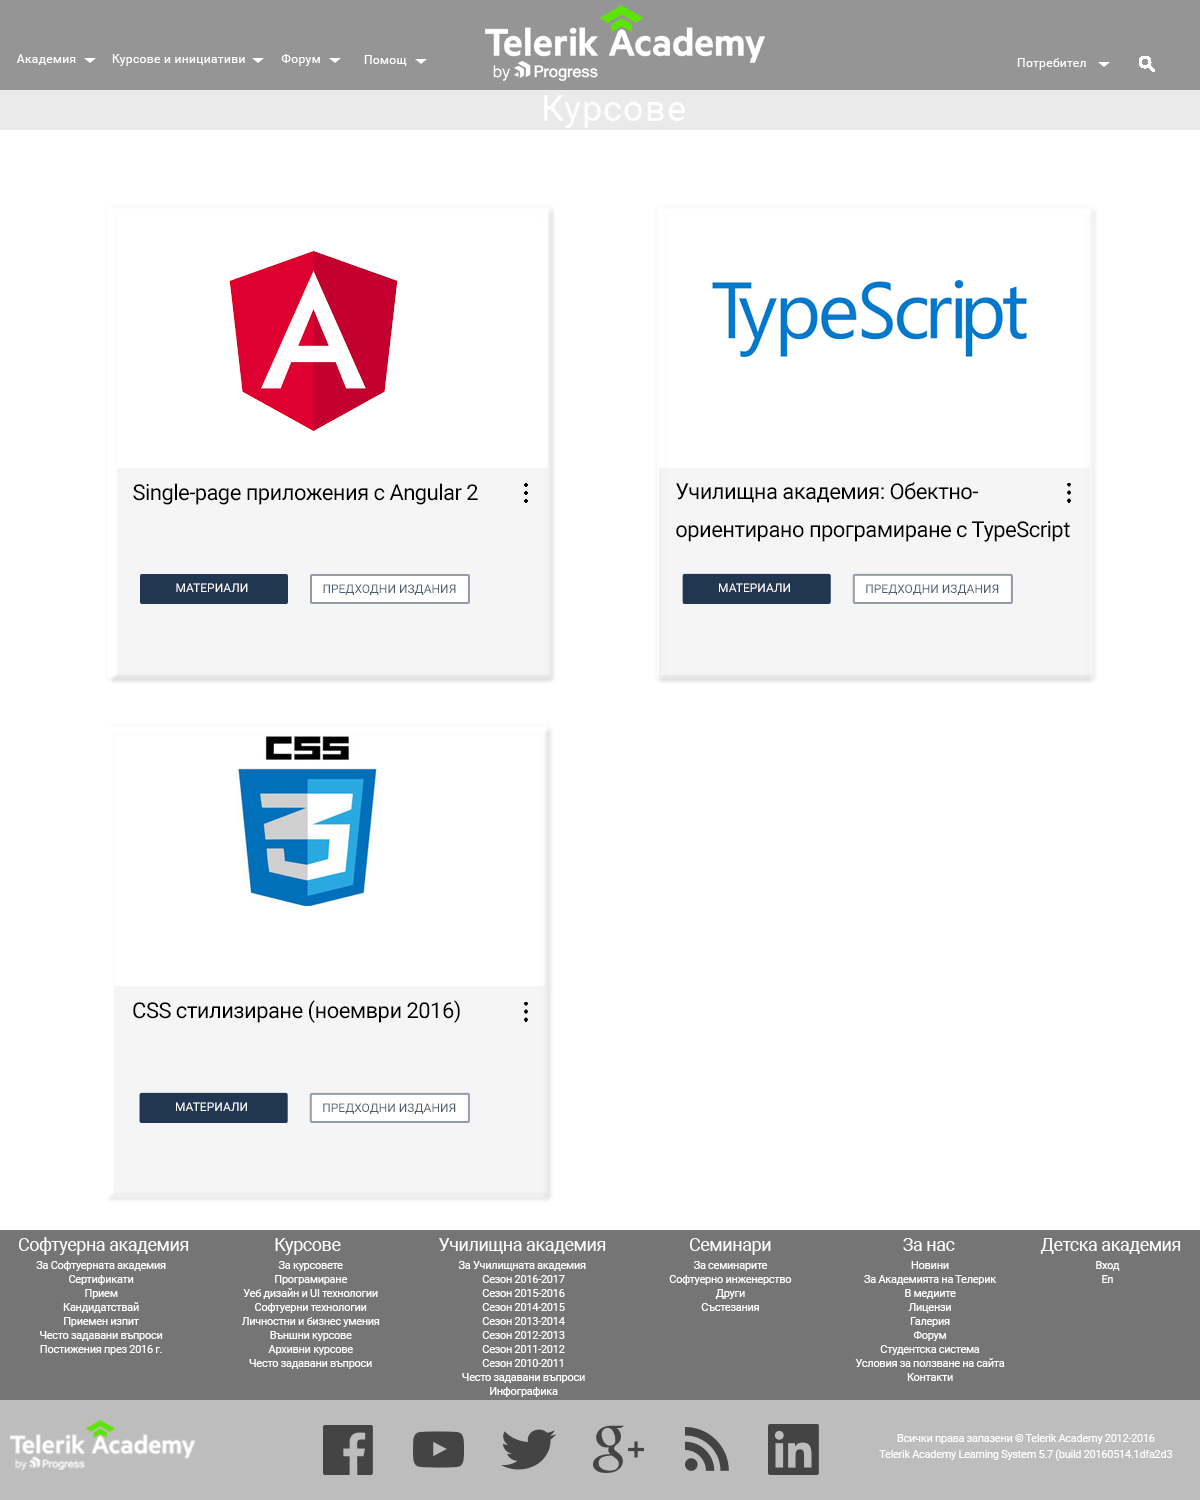 Академия
Курсове и инициативи
Форум
Помощ
Telerik Academy
by Progress
Потребител
Курсове
TypeScript
Single-page приложения с Angular 2
Училищна академия: Обектно-
ориентирано програмиране с TypeScript
МАТЕРИАЛИ
ПРЕДХОДНИ ИЗДАНИЯ
МАТЕРИАЛИ
ПРЕДХОДНИ ИЗДАНИЯ
CSS
3
CSS стилизиране (ноември 2016)
МАТЕРИАЛИ
ПРЕДХОДНИ ИЗДАНИЯ
Софтуерна академия
За Софтуерната академия
Сертификати
Прием
Кандидатствай
Приемен изпит
Често задавани въпроси
Постижения през 2016 г.
Курсове
За курсовете
Програмиране
Уеб дизайн и UI технологии
Софтуерни технологии
Личностни и бизнес умения
Външни курсове
Архивни курсове
Често задавани въпроси
Училищна академия
За Училищната академия
Сезон 2016-2017
Сезон 2015-2016
Сезон 2014-2015
Сезон 2013-2014
Сезон 2012-2013
Сезон 2011-2012
Сезон 2010-2011
Често задавани въпроси
Инфографика
Семинари
За семинарите
Софтуерно инженерство
Други
Състезания
За нас
Новини
За Академията на Телерик
В медиите
Лицензи
Галерия
Форум
Студентска система
Условия за ползване на сайта
Контакти
Детска академия
Вход
En
Telerik Academy
by Progress
Всички права запазени © Telerik Academy 2012-2016
Telerik Academy Learning System 5.7 (build 20160514.1dfa2d3